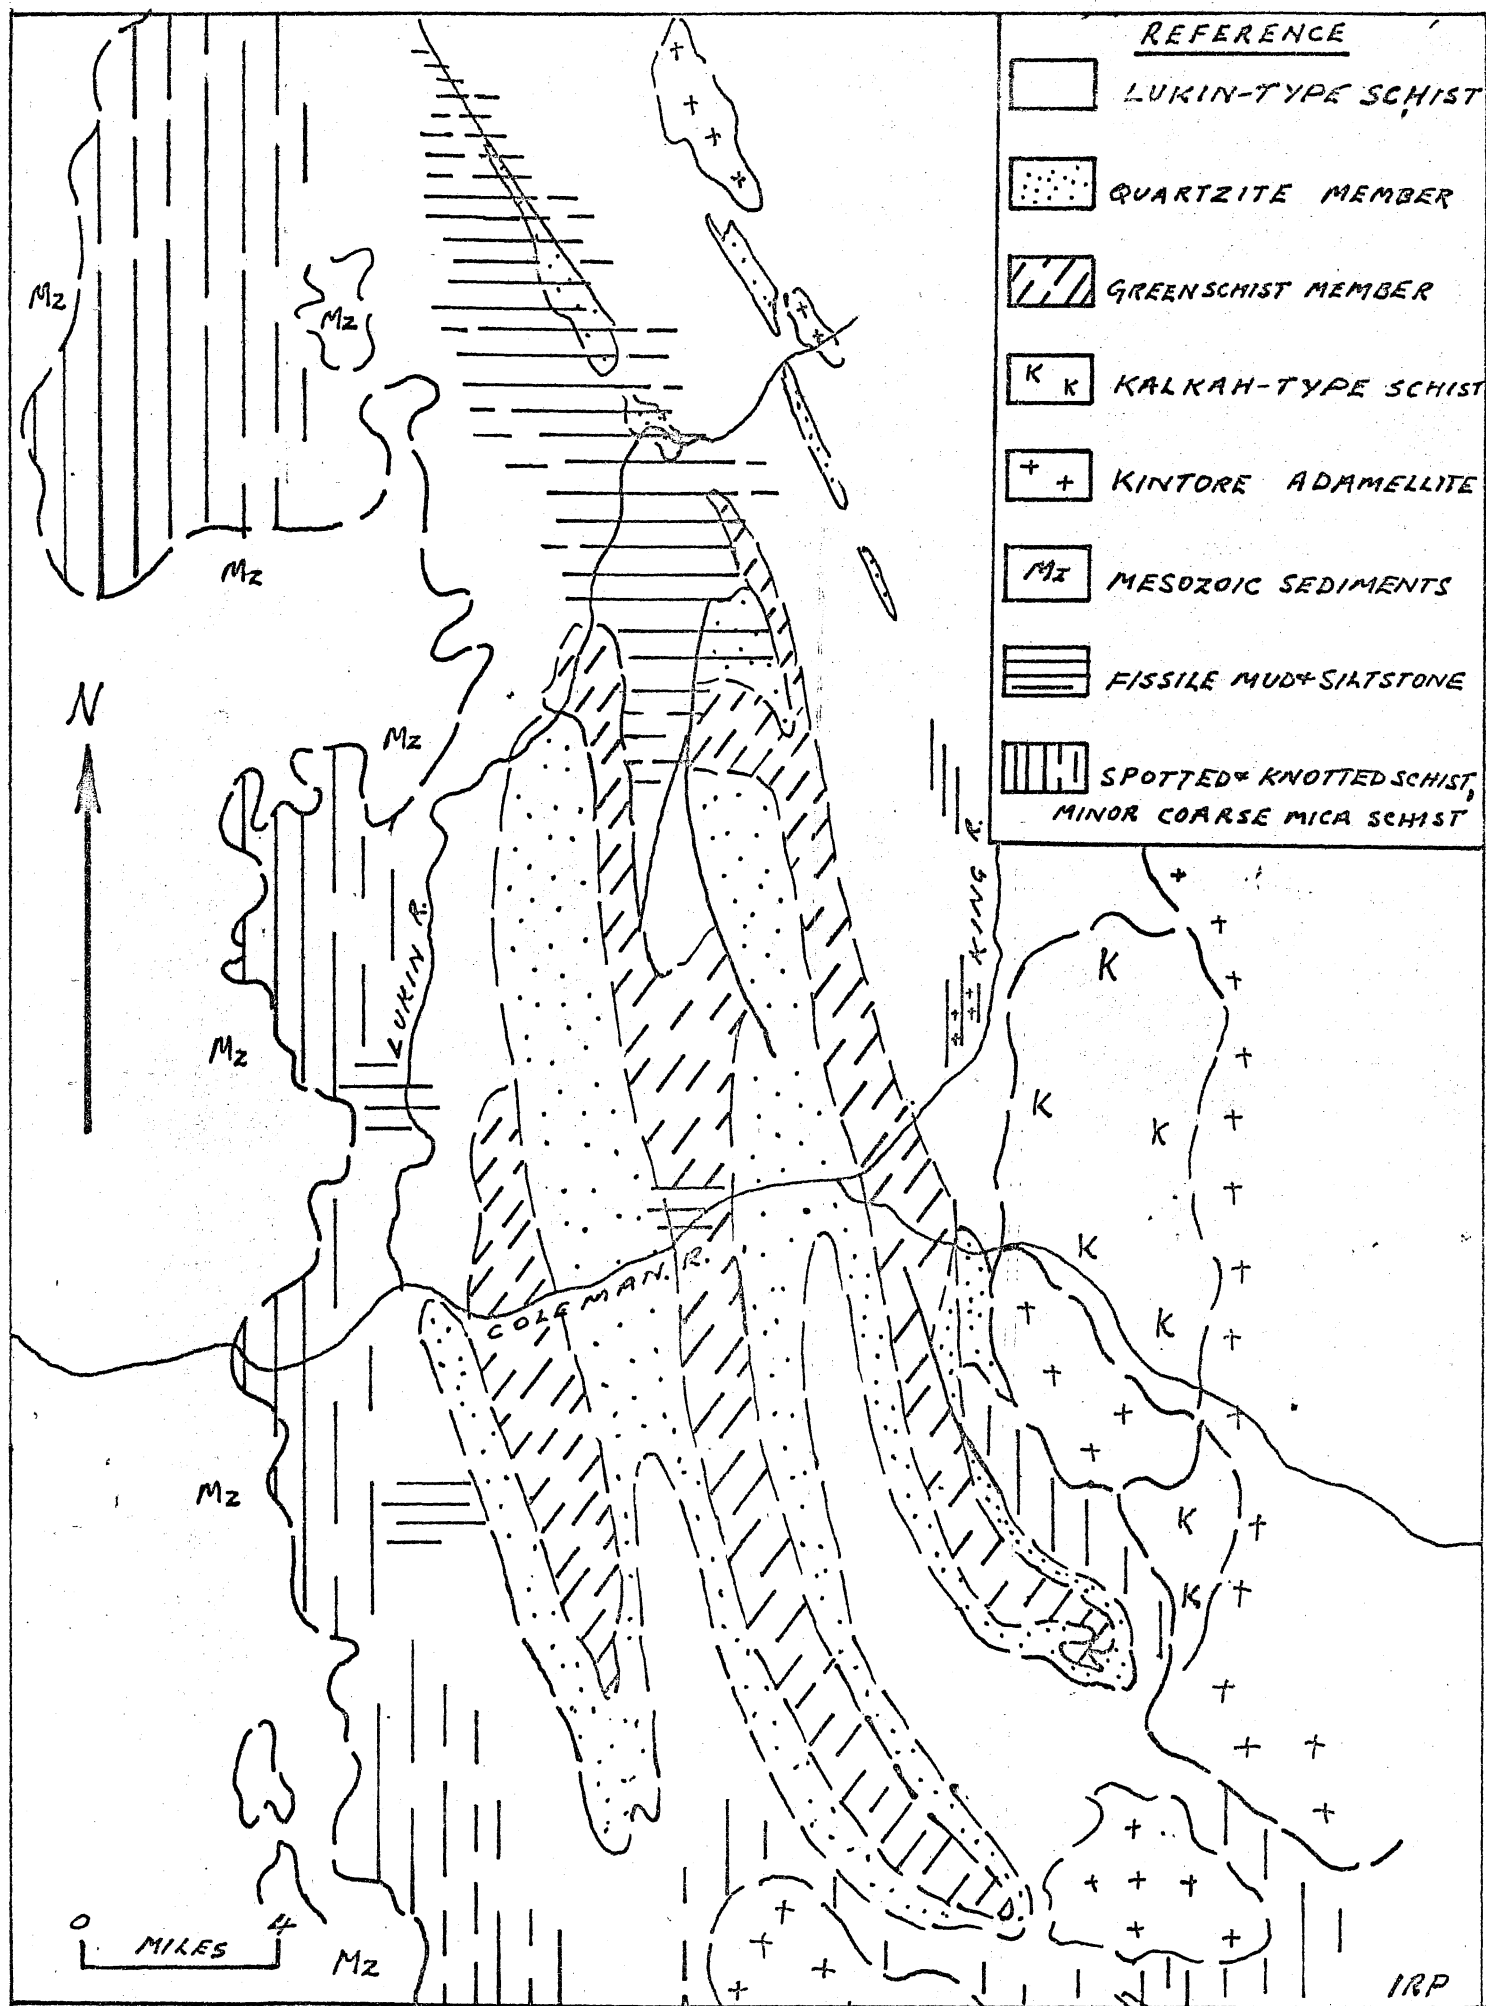 REFERENCE
LUKIN-TYPE SCHIST
QUARTZITE MEMBER
GREENSCHIST MEMBER
K K KALKAH-TYPE SCHIST
+ + KINTORE ADAMELLITE
Mz MESOZOIC SEDIMENTS
FISSILE MUD & SILTSTONE
SPOTTED & KNOTTED SCHIST,
MINOR COARSE MICA SCHIST
Mz
Mz
Mz
N
Mz
KING R.
LUKIN R.
K
Mz
K
K
K
COLEMAN. R.
K
Mz
K
K
0 4
MILES
Mz
IRP